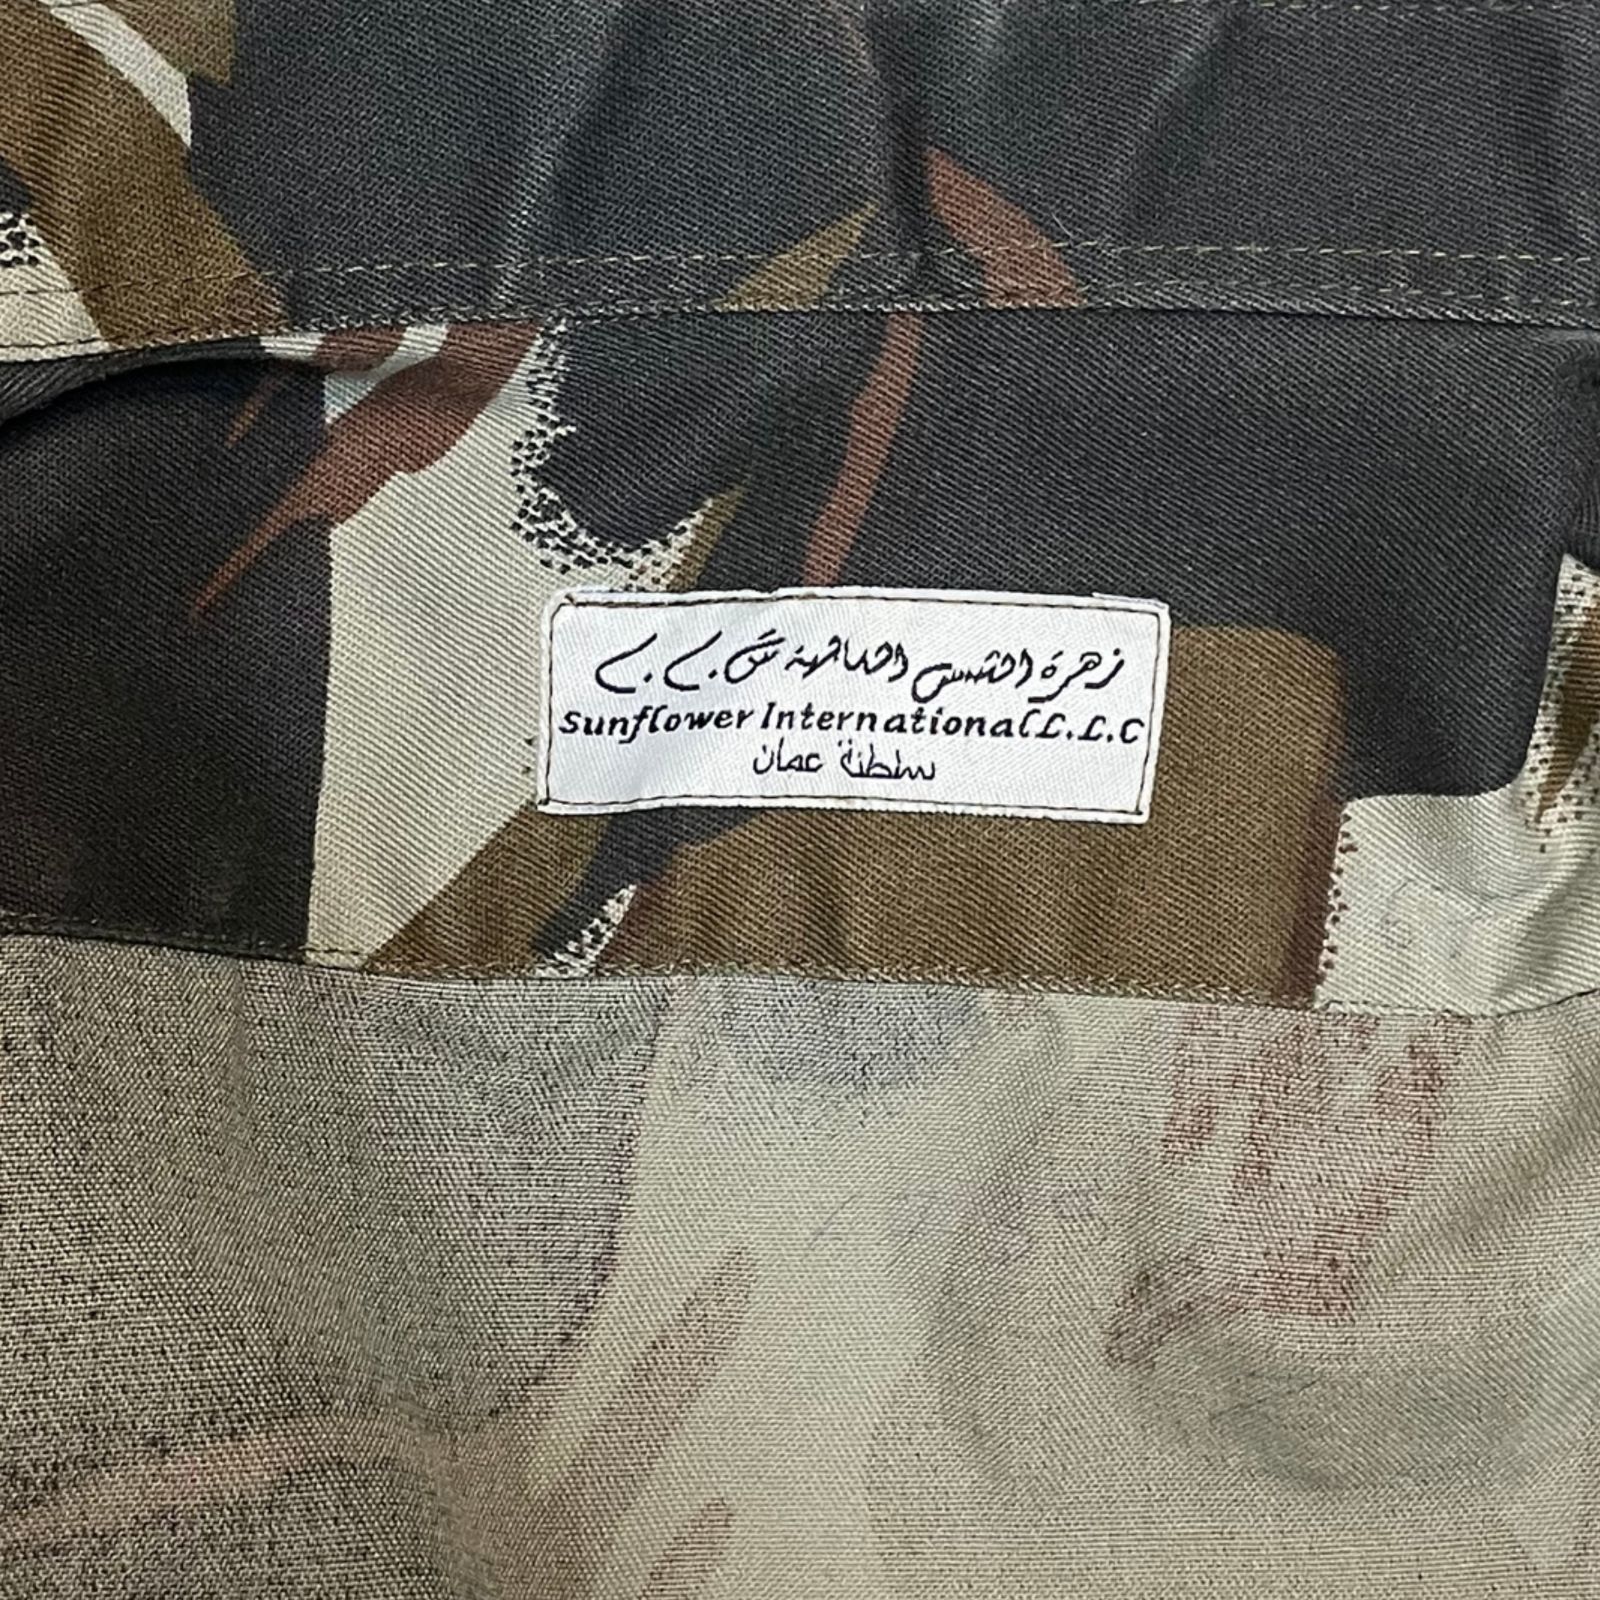 زهرة الشمس العالمية ش.م.م
Sunflower International L.L.C
سلطنة عمان